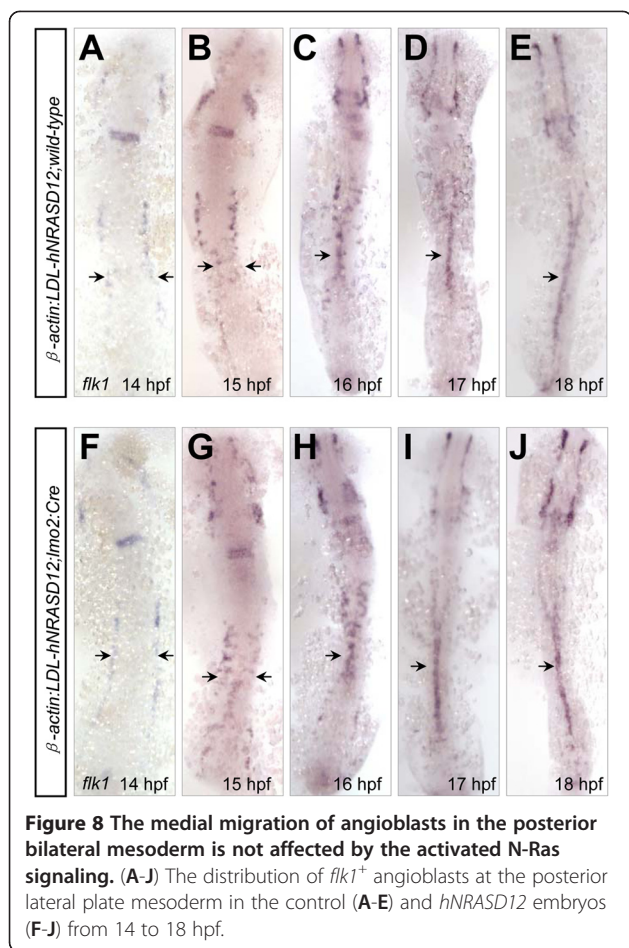 β-actin:LDL-hNRASD12;wild-type
A
B
C
D
E
flk1 14 hpf
15 hpf
16 hpf
17 hpf
18 hpf
β-actin:LDL-hNRASD12;lmo2:Cre
F
G
H
I
J
flk1 14 hpf
15 hpf
16 hpf
17 hpf
18 hpf
Figure 8 The medial migration of angioblasts in the posterior
bilateral mesoderm is not affected by the activated N-Ras
signaling. (A-J) The distribution of flk1⁺ angioblasts at the posterior
lateral plate mesoderm in the control (A-E) and hNRASD12 embryos
(F-J) from 14 to 18 hpf.